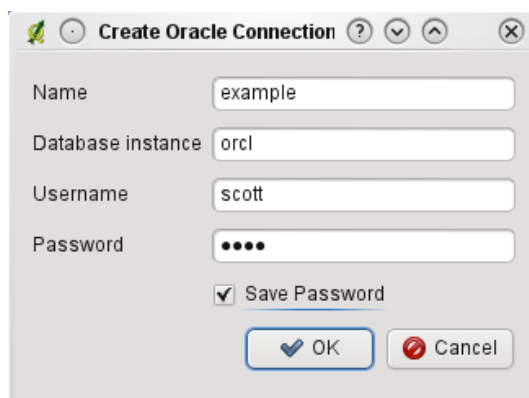 Create Oracle Connection
Name example
Database instance orcl
Username scott
Password ●●●●
Save Password
OK Cancel